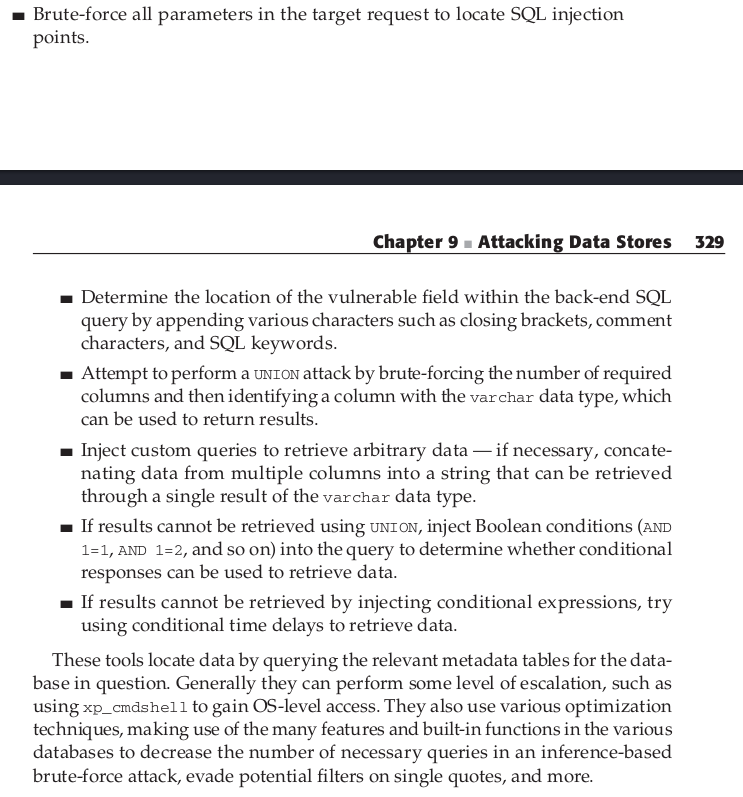 ▬ Brute-force all parameters in the target request to locate SQL injection
points.
Chapter 9 ■ Attacking Data Stores 329
▬ Determine the location of the vulnerable field within the back-end SQL
query by appending various characters such as closing brackets, comment
characters, and SQL keywords.
▬ Attempt to perform a UNION attack by brute-forcing the number of required
columns and then identifying a column with the varchar data type, which
can be used to return results.
▬ Inject custom queries to retrieve arbitrary data — if necessary, concate-
nating data from multiple columns into a string that can be retrieved
through a single result of the varchar data type.
▬ If results cannot be retrieved using UNION, inject Boolean conditions (AND
1=1, AND 1=2, and so on) into the query to determine whether conditional
responses can be used to retrieve data.
▬ If results cannot be retrieved by injecting conditional expressions, try
using conditional time delays to retrieve data.
These tools locate data by querying the relevant metadata tables for the data-
base in question. Generally they can perform some level of escalation, such as
using xp_cmdshell to gain OS-level access. They also use various optimization
techniques, making use of the many features and built-in functions in the various
databases to decrease the number of necessary queries in an inference-based
brute-force attack, evade potential filters on single quotes, and more.